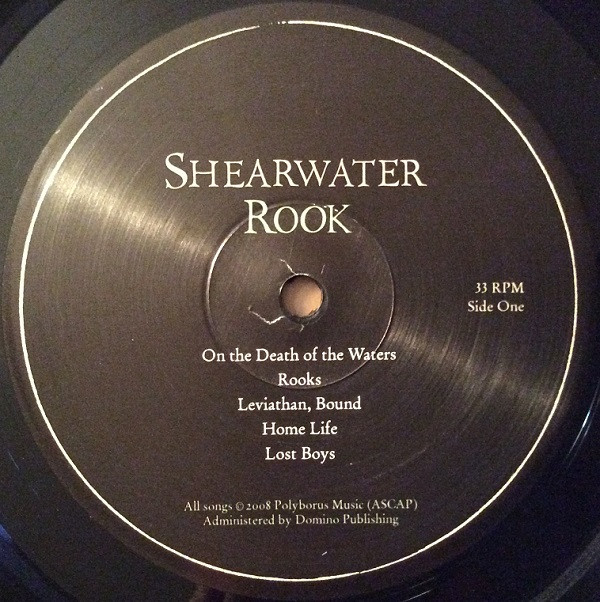 SHEARWATER
ROOK
33 RPM
Side One
On the Death of the Waters
Rooks
Leviathan, Bound
Home Life
Lost Boys
All songs ©2008 Polyborus Music (ASCAP)
Administered by Domino Publishing